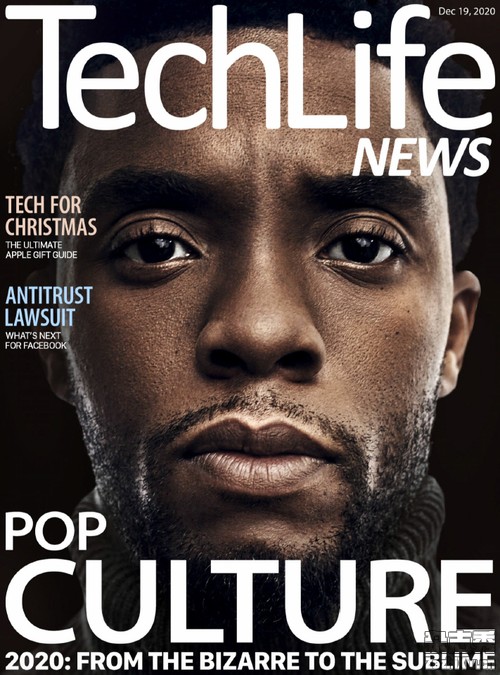 Dec 19, 2020
TechLife
NEWS
TECH FOR
CHRISTMAS
THE ULTIMATE
APPLE GIFT GUIDE
ANTITRUST
LAWSUIT
WHAT'S NEXT
FOR FACEBOOK
POP
CULTURE
2020: FROM THE BIZARRE TO THE SUBLIME